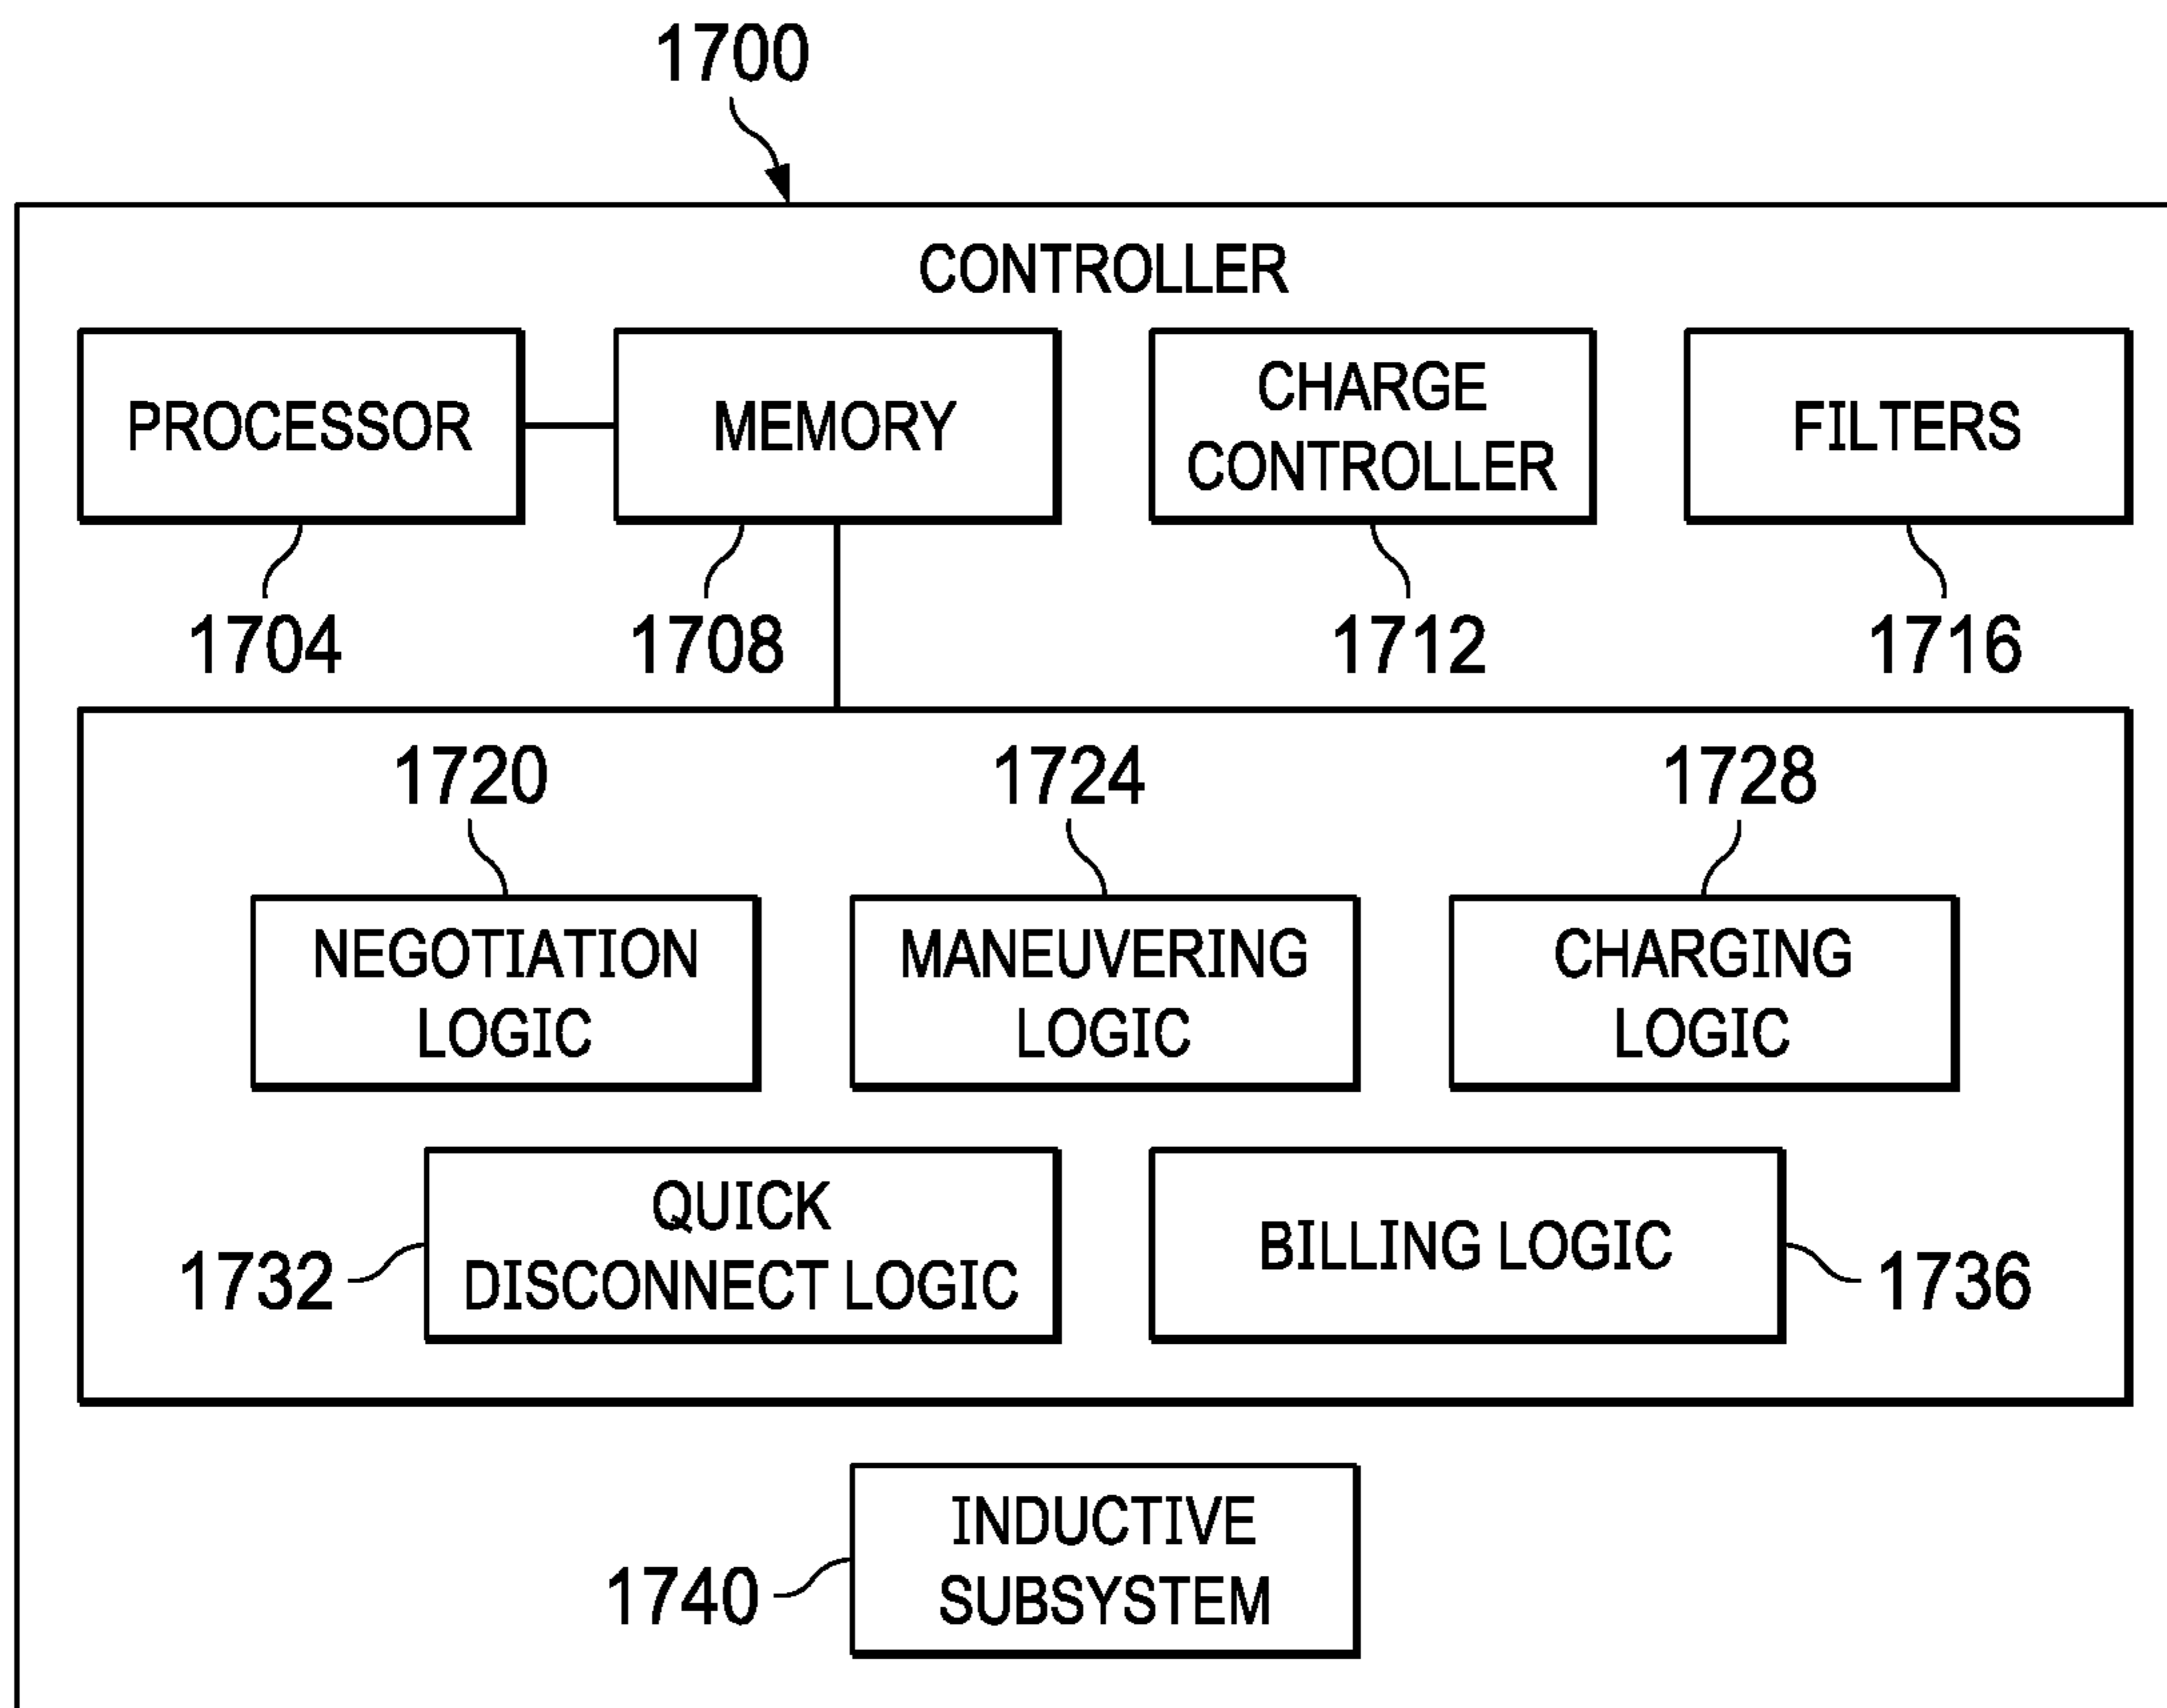 1700
CONTROLLER
PROCESSOR
MEMORY
CHARGE
CONTROLLER
FILTERS
1704
1708
1712
1716
1720
1724
1728
NEGOTIATION
LOGIC
MANEUVERING
LOGIC
CHARGING
LOGIC
1732
QUICK
DISCONNECT LOGIC
BILLING LOGIC
1736
1740
INDUCTIVE
SUBSYSTEM